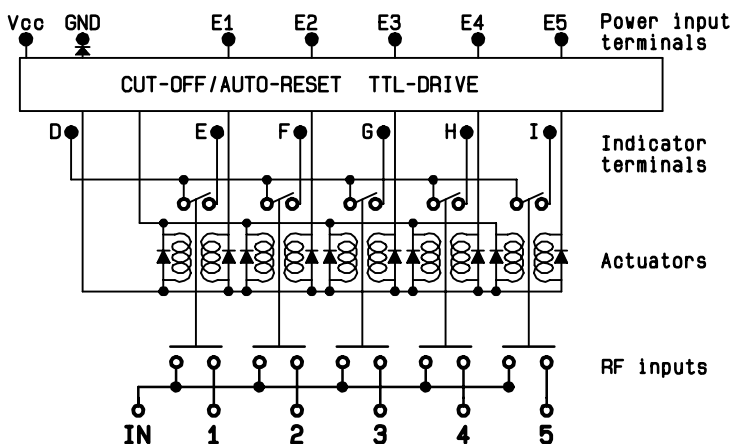 Vcc GND E1 E2 E3 E4 E5 Power input
terminals
CUT-OFF/AUTO-RESET TTL-DRIVE
D E F G H I Indicator
terminals
Actuators
RF inputs
IN 1 2 3 4 5